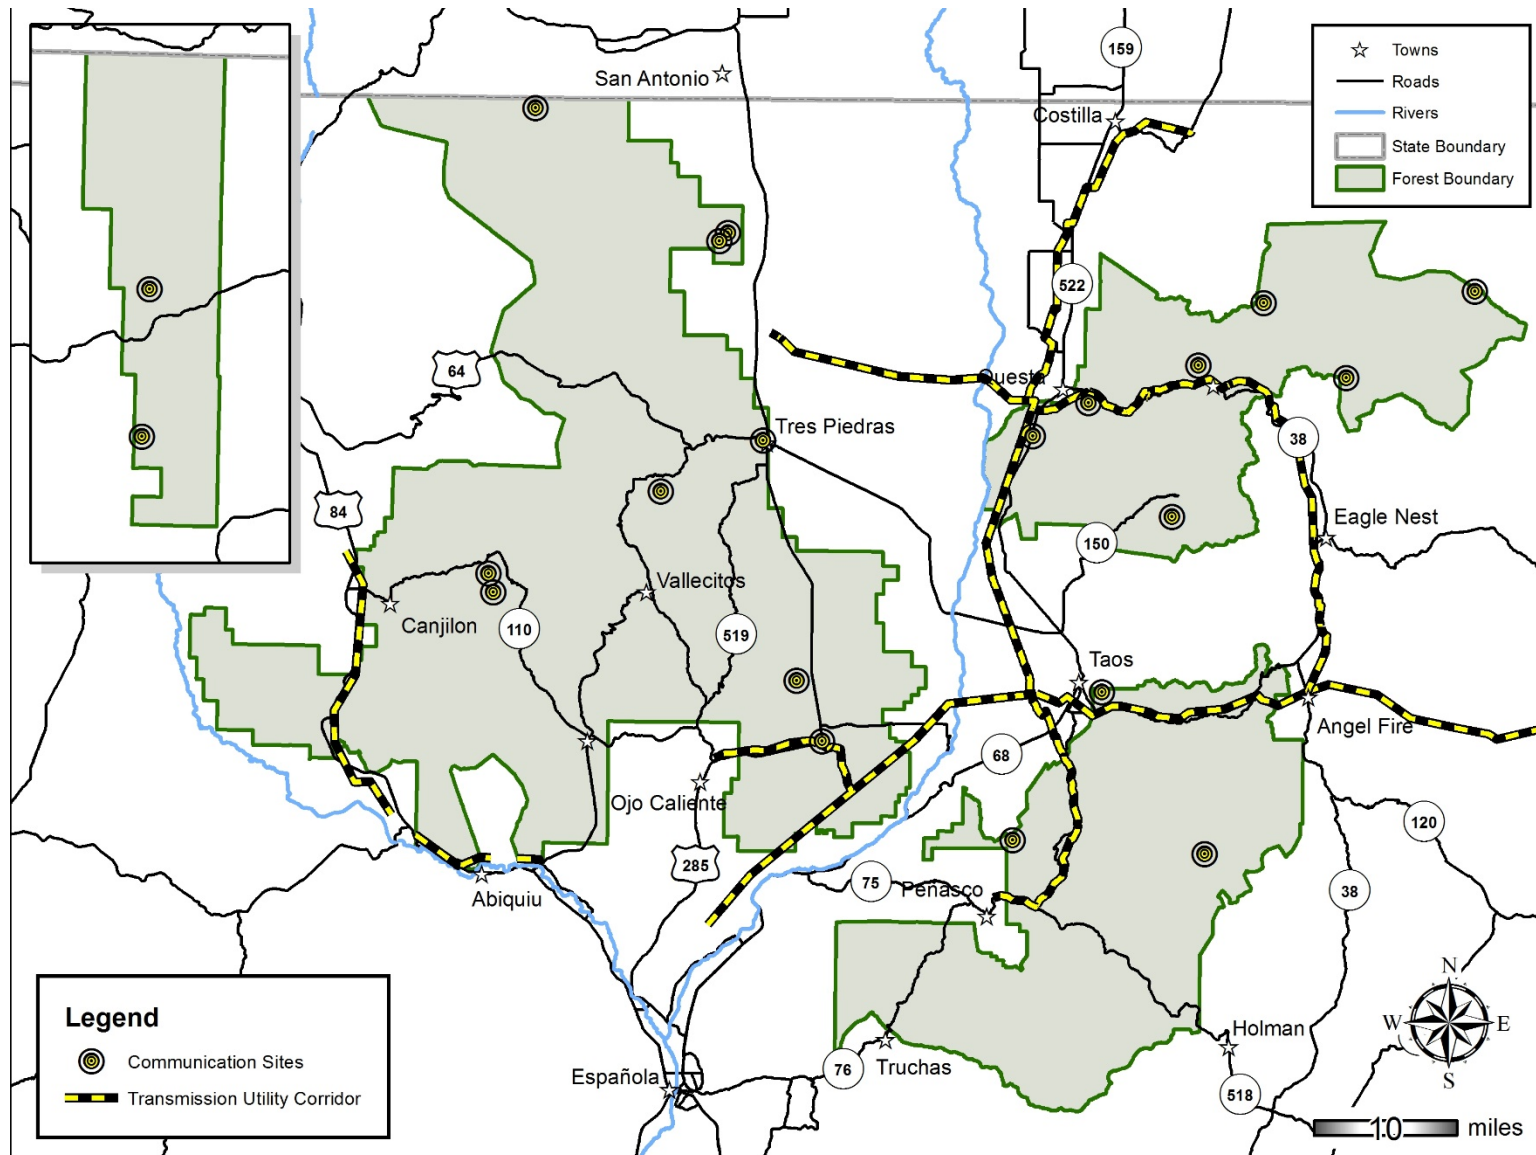 159
Towns
San Antonio
Roads
Rivers
Costilla
State Boundary
Forest Boundary
522
64
Questa
Tres Piedras
38
84
Eagle Nest
150
Vallecitos
Canjilon
110
519
Taos
Angel Fire
68
Ojo Caliente
120
285
75
Peñasco
38
Abiquiu
N
Legend
W
E
Holman
Communication Sites
Truchas
76
Española
S
518
Transmission Utility Corridor
10 miles